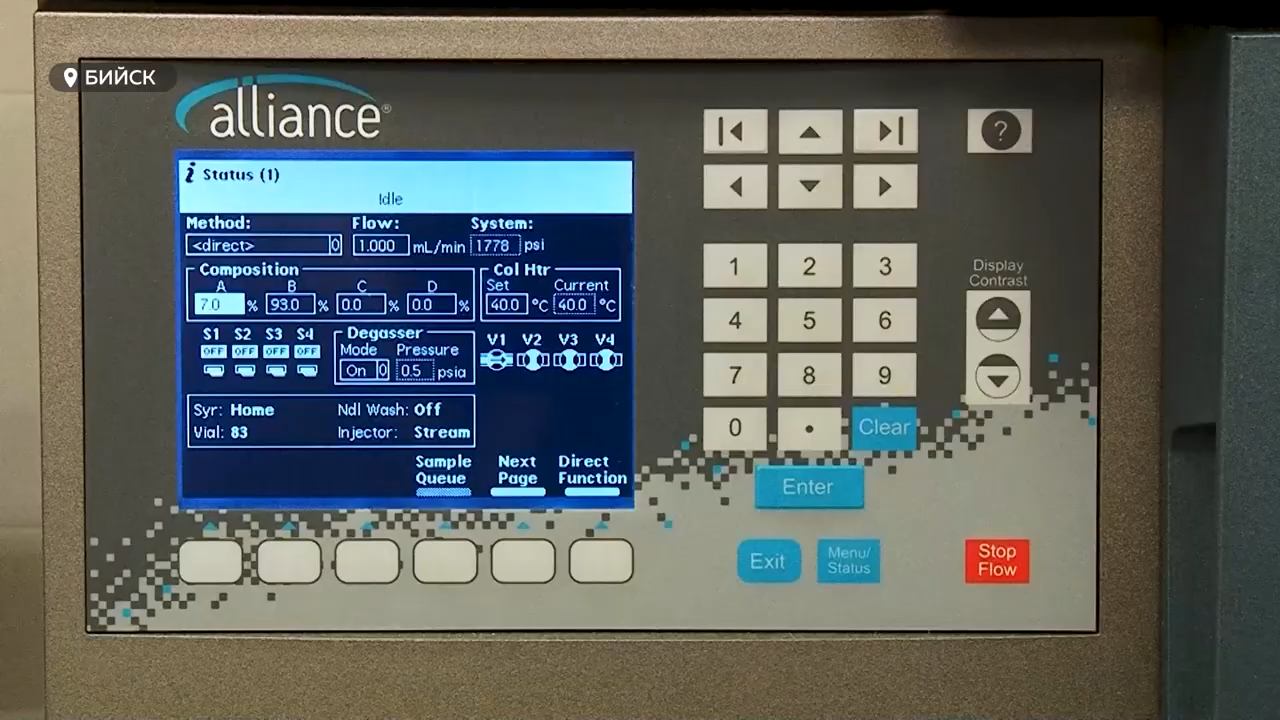 БИЙСК
alliance®
i Status (1)
Idle
Method: Flow: System:
<direct> 0 1.000 mL/min 1778 psi
Composition Col Htr
A B C D Set Current
7.0 % 93.0 % 0.0 % 0.0 % 40.0 °C 40.0 °C
S1 S2 S3 S4 Degasser V1 V2 V3 V4
OFF OFF OFF OFF Mode Pressure
On 0 0.5 psia
Syr: Home Ndl Wash: Off
Vial: 83 Injector: Stream
Sample Next Direct
Queue Page Function
?
1 2 3
4 5 6
7 8 9
0 . Clear
Enter
Exit Menu/
Status
Display
Contrast
Stop
Flow